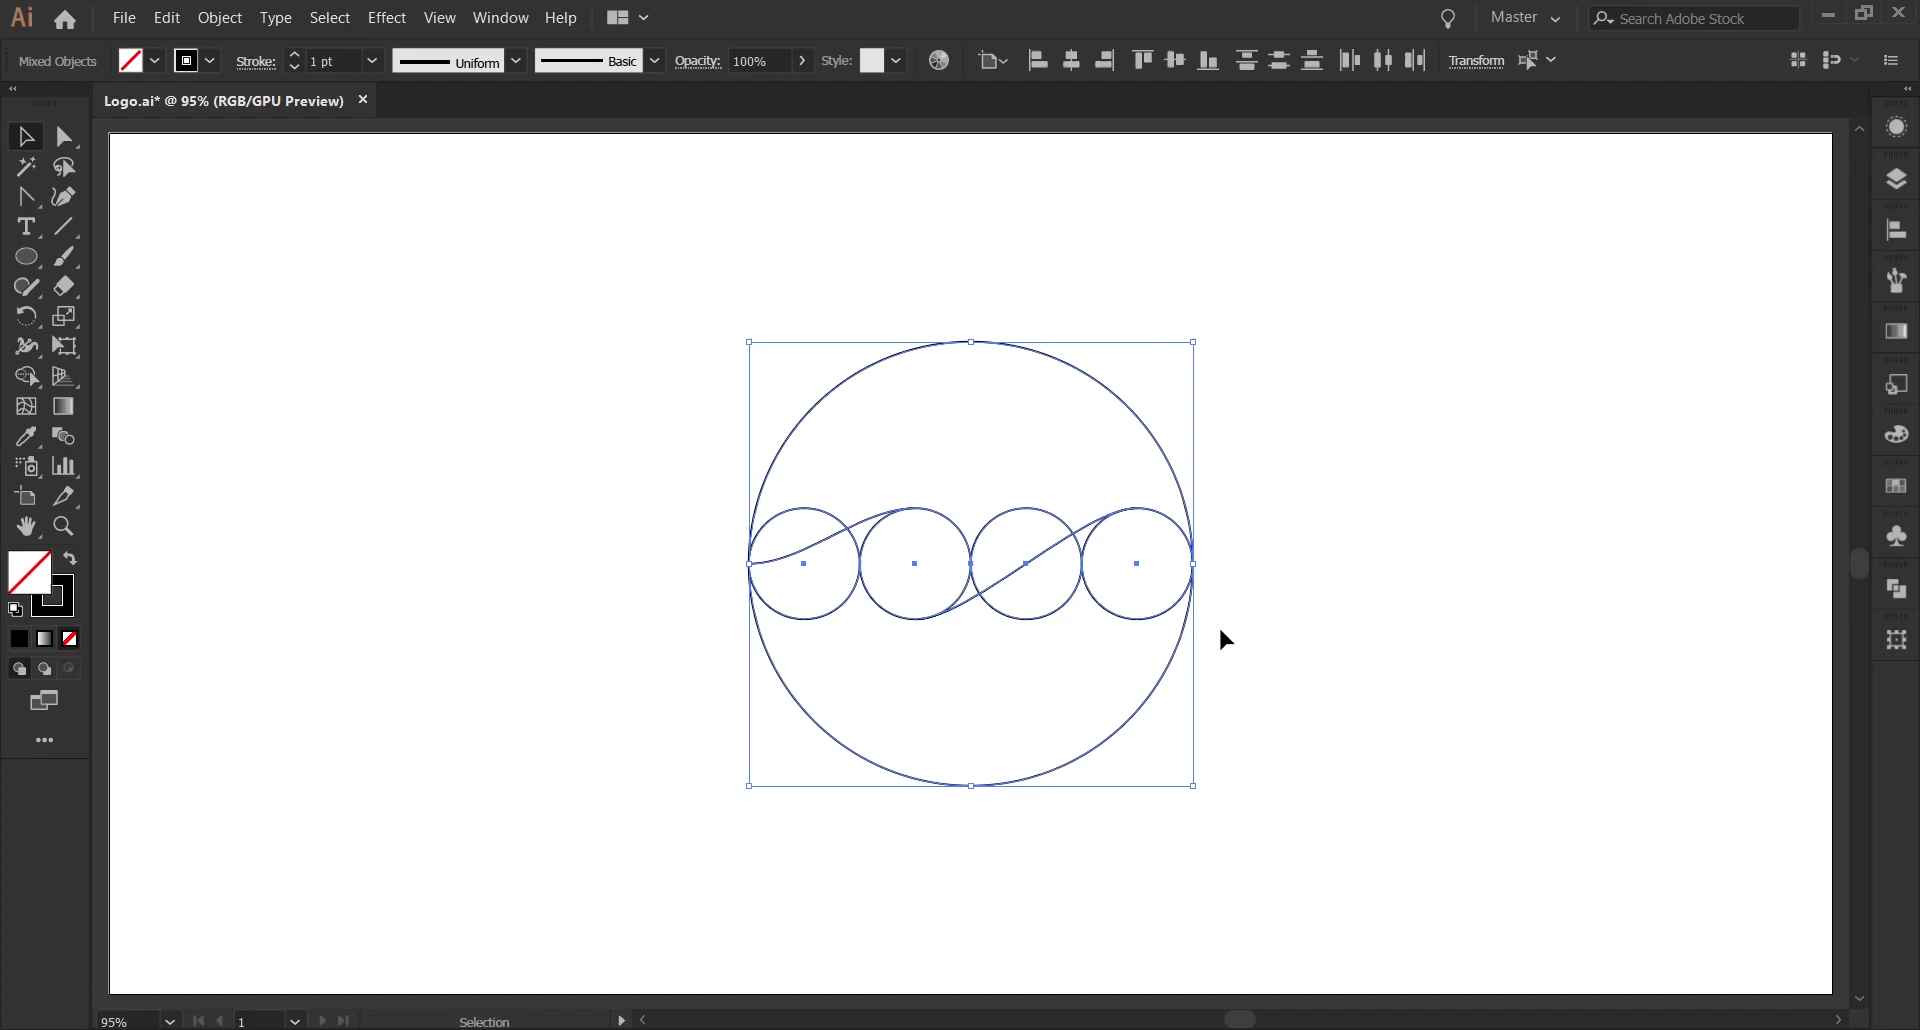 Ai File Edit Object Type Select Effect View Window Help Master Search Adobe Stock
Mixed Objects Stroke: 1 pt Uniform Basic Opacity: 100% Style: Transform
Logo.ai* @ 95% (RGB/GPU Preview)
95% 1 Selection